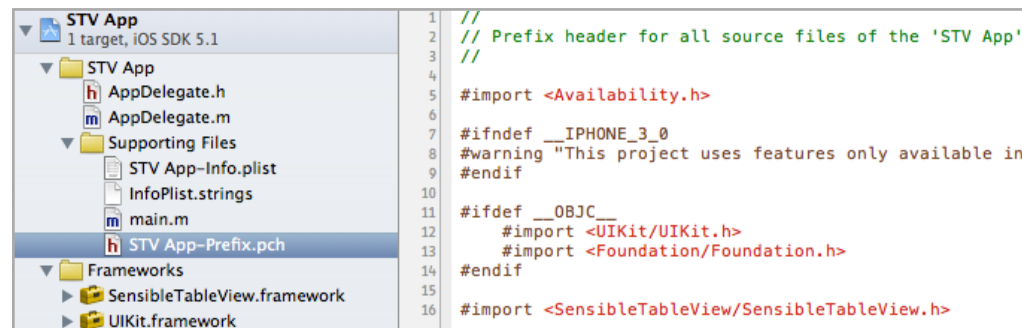 STV App
1 target, iOS SDK 5.1
STV App
AppDelegate.h
AppDelegate.m
Supporting Files
STV App-Info.plist
InfoPlist.strings
main.m
STV App-Prefix.pch
Frameworks
SensibleTableView.framework
UIKit.framework
1 //
2 // Prefix header for all source files of the 'STV App'
3 //
4
5 #import <Availability.h>
6
7 #ifndef __IPHONE_3_0
8 #warning "This project uses features only available in
9 #endif
10
11 #ifdef __OBJC__
12 #import <UIKit/UIKit.h>
13 #import <Foundation/Foundation.h>
14 #endif
15
16 #import <SensibleTableView/SensibleTableView.h>